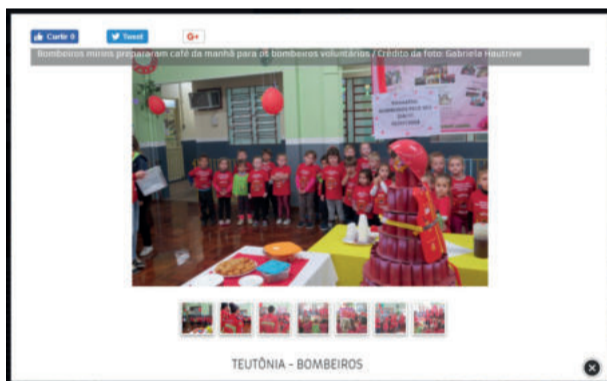 Curtir 0
Tweet
G+
Bombeiros mirins prepararam café da manhã para os bombeiros voluntários / Crédito da foto: Gabriela Hautrive
TEUTÔNIA - BOMBEIROS